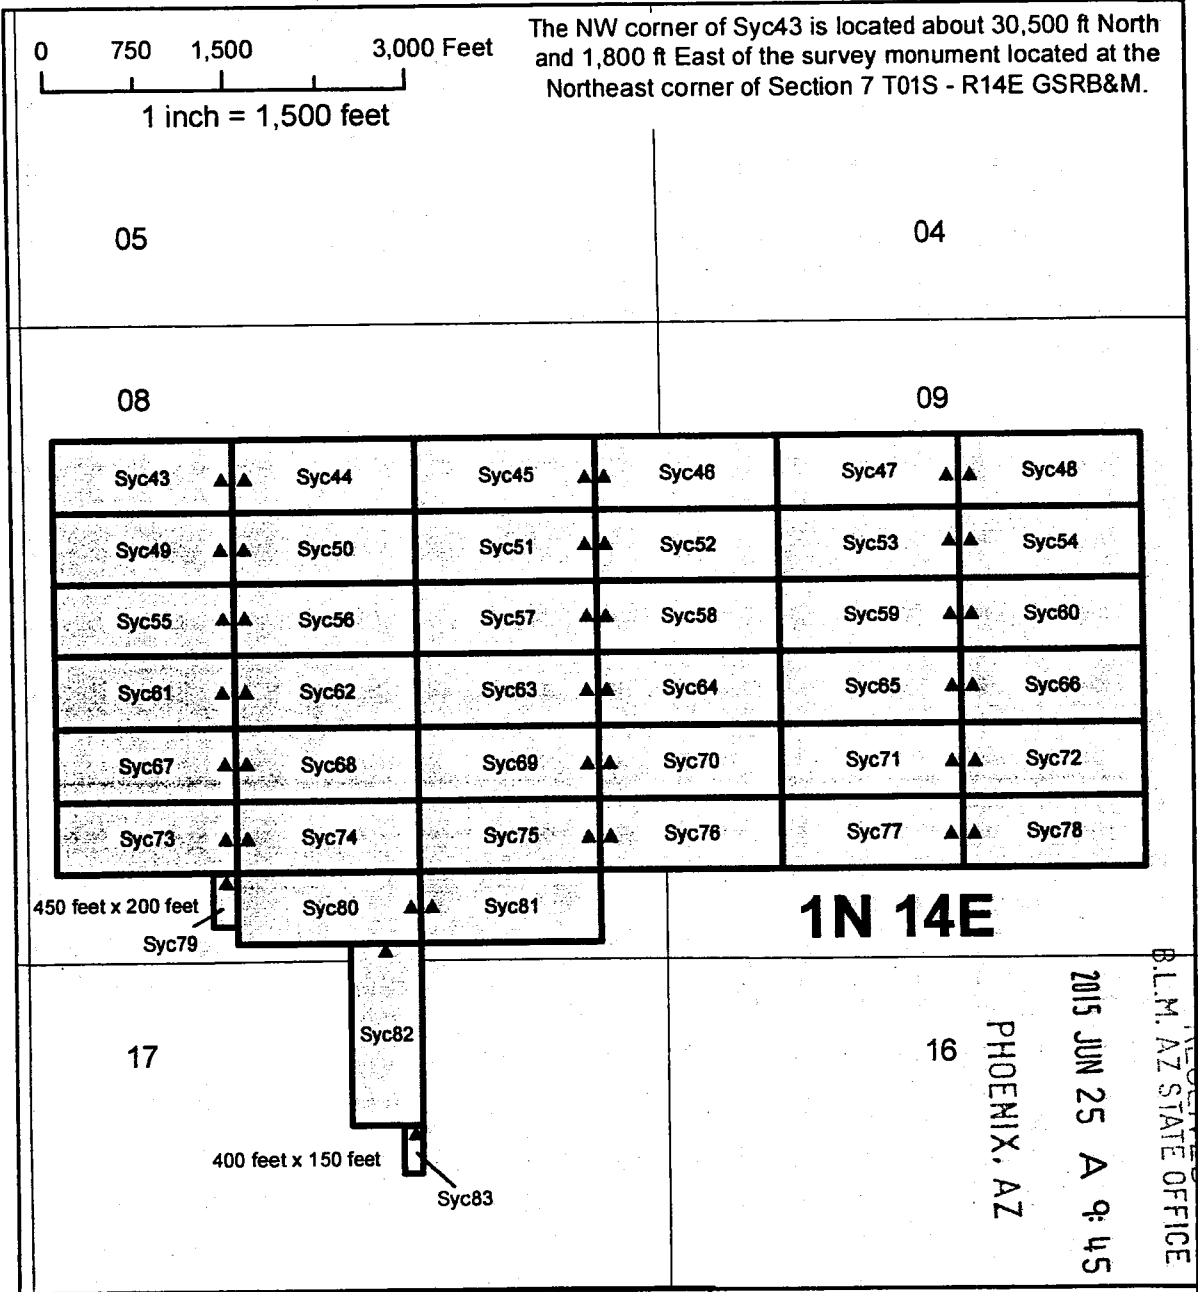 The NW corner of Syc43 is located about 30,500 ft North
and 1,800 ft East of the survey monument located at the
Northeast corner of Section 7 T01S - R14E GSRB&M.
0 750 1,500 3,000 Feet
1 inch = 1,500 feet
05 04
08 09
Syc43 Syc44 Syc45 Syc46 Syc47 Syc48
Syc49 Syc50 Syc51 Syc52 Syc53 Syc54
Syc55 Syc56 Syc57 Syc58 Syc59 Syc60
Syc61 Syc62 Syc63 Syc64 Syc65 Syc66
Syc67 Syc68 Syc69 Syc70 Syc71 Syc72
Syc73 Syc74 Syc75 Syc76 Syc77 Syc78
450 feet x 200 feet
Syc79
Syc80 Syc81
1N 14E
Syc82
17 16
400 feet x 150 feet
Syc83
B.L.M. AZ STATE OFFICE
2015 JUN 25 A 9:45
PHOENIX, AZ